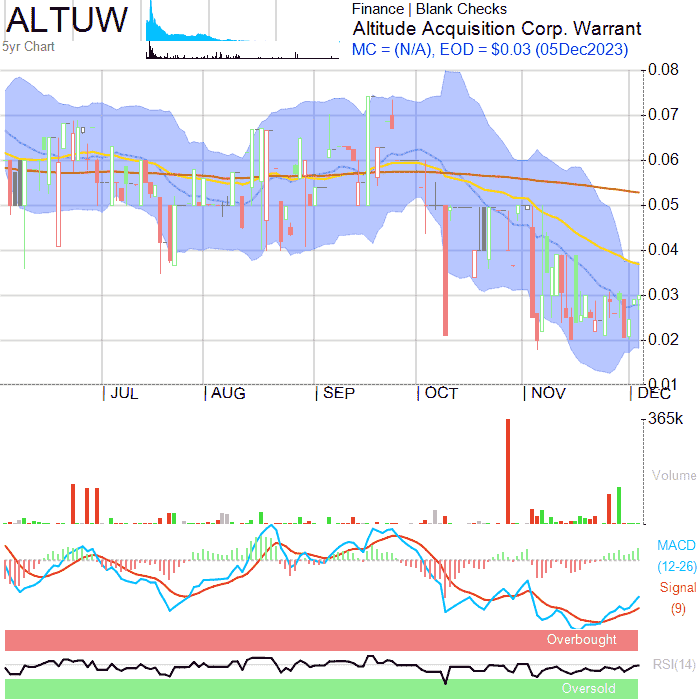 ALTUW
5yr Chart
Finance | Blank Checks
Altitude Acquisition Corp. Warrant
MC = (N/A), EOD = $0.03 (05Dec2023)
0.08
0.07
0.06
0.05
0.04
0.03
0.02
0.01
|JUL |AUG |SEP |OCT |NOV |DEC
365k
Volume
MACD
(12-26)
Signal
(9)
Overbought
RSI(14)
Oversold